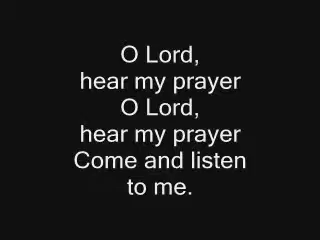 O Lord,
hear my prayer
O Lord,
hear my prayer
Come and listen
to me.